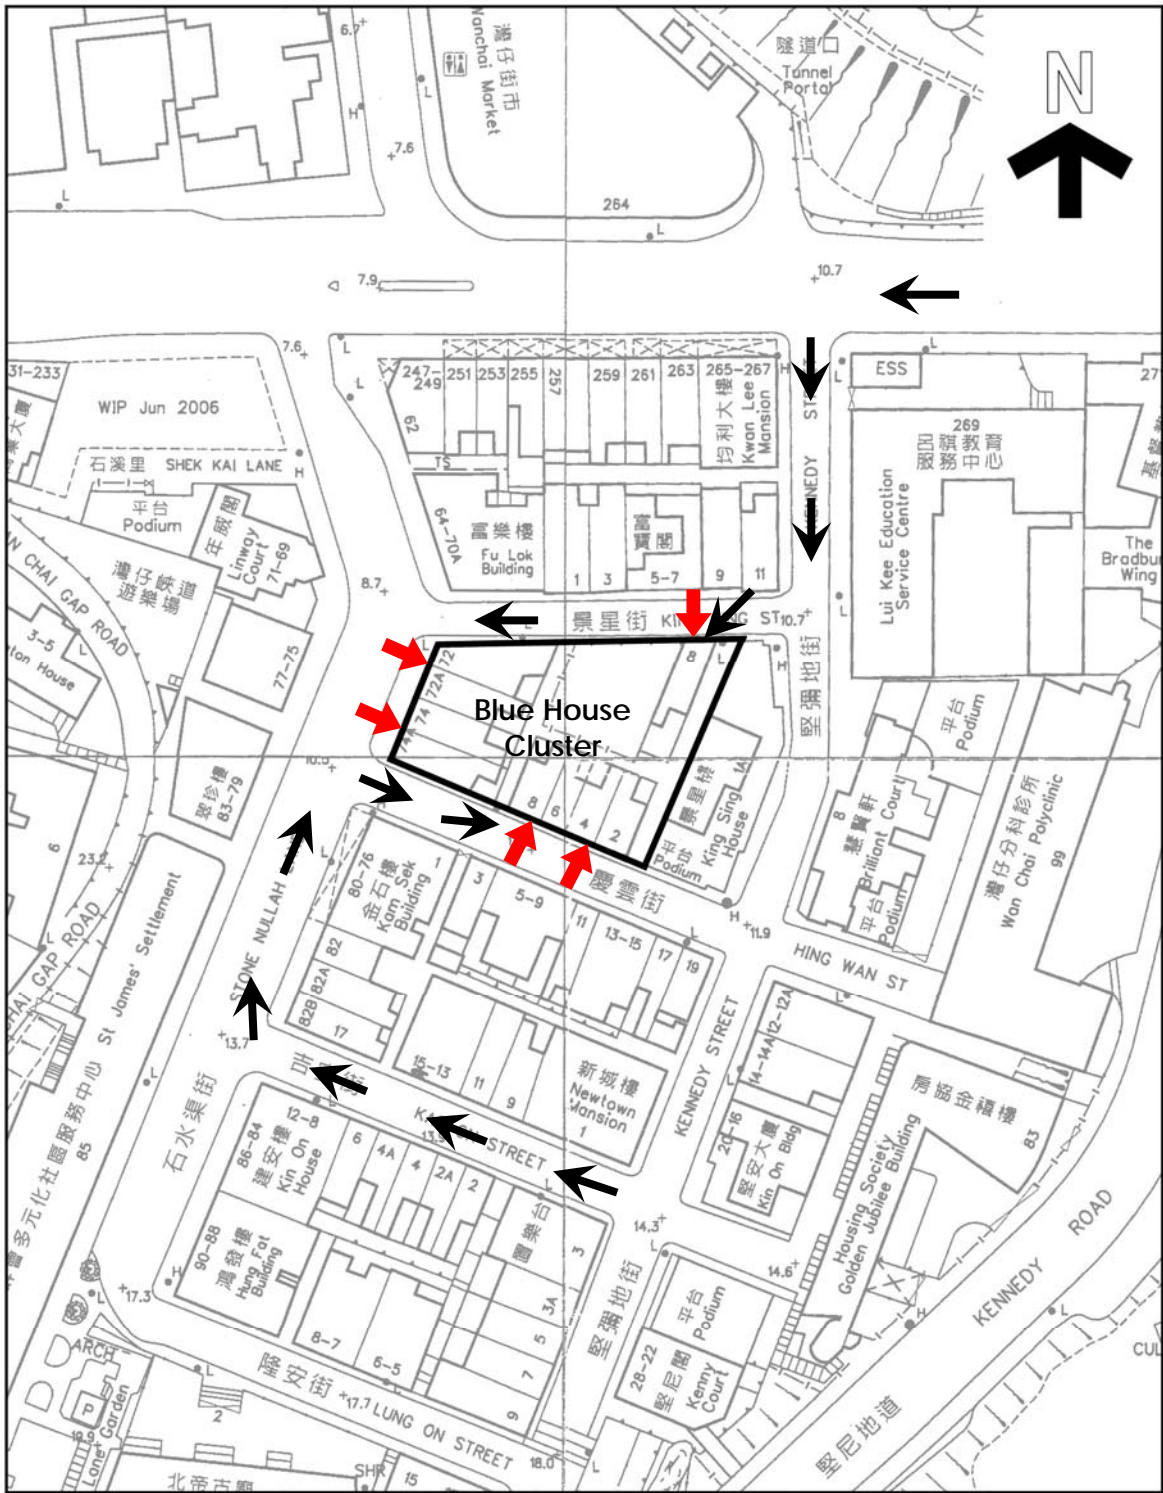 6.7
灣仔街市
Wanchai Market
隧道口
Tunnel
Portal
N
L
H
7.6
L
264
L
7.9
10.7
7.6
L
L
H
L
L
31-233
WIP Jun 2006
石溪里 SHEK KAI LANE
H
平台
Podium
年威閣
Linway
Court
71-69
247-
249
251
253
255
257
259
261
263
265-267
均利大樓
Kwan Lee
Mansion
62
TS
64-70A
富樂樓
Fu Lok
Building
富寶閣
1
3
5-7
9
11
ESS
269
呂祺教育
服務中心
Lui Kee Education
Service Centre
The
Wing
L
8.7
景星街
ST
10.7
堅彌地街
H
3-5
77-75
GAP ROAD
72
72A
74
74A
L
8
L
Blue House
Cluster
8
6
4
2
景星樓
King Sing
House
1A
平台
Podium
平台
Podium
8
慧賢軒
Brilliant Court
平台
Podium
灣仔分科診所
Wan Chai Polyclinic
99
翠珍樓
83-79
10.5
6
23.2
GAP ROAD
L
St James' Settlement
85
STONE NULLAH
石水渠街
13.7
L
L
80-76
金石樓
Kam Sek
Building
1
82
82A
82B
17
3
5-9
11
13-15
17
19
L
慶雲街
H
11.9
HING WAN ST
L
15-13
11
9
新城樓
Newtown
Mansion
1
KENNEDY STREET
12-12A
14-14A
L
20-16
堅安大廈
Kin On Bldg
Housing Society
Golden Jubilee Building
83
STREET
L
12-8
86-84
建安樓
Kin On
House
6
4A
4
2A
2
L
90-88
鴻發樓
Hung Fat
Building
H
17.3
L
8-7
6-5
3
3A
5
7
9
堅彌地街
14.3
L
14.6
平台
Podium
28-22
堅尼閣
Kenny
Court
H
L
KENNEDY
ROAD
堅尼地道
CUL
ARCH
P
Garden
L
2
隆安街
17.7
LUNG ON STREET
18.0
L
北帝古廟
SHR
15